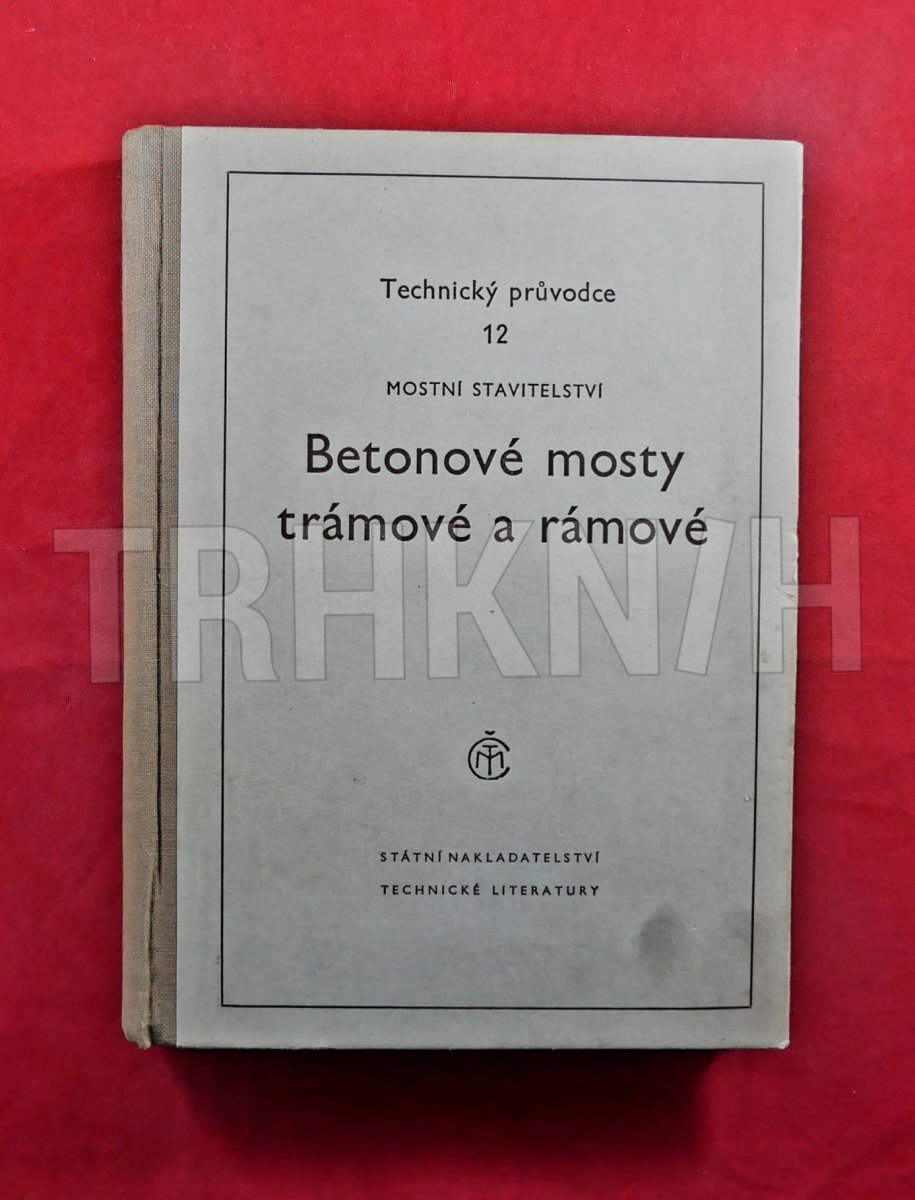 Technický průvodce
12
MOSTNÍ STAVITELSTVÍ
Betonové mosty
trámové a rámové
TRHKNIH
STÁTNÍ NAKLADATELSTVÍ
TECHNICKÉ LITERATURY